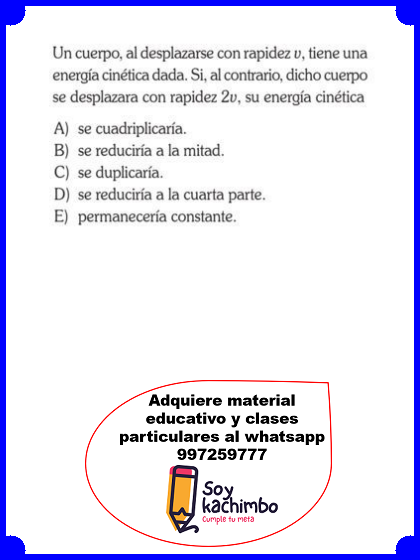 Un cuerpo, al desplazarse con rapidez v, tiene una
energía cinética dada. Si, al contrario, dicho cuerpo
se desplazara con rapidez 2v, su energía cinética
A) se cuadriplicaría.
B) se reduciría a la mitad.
C) se duplicaría.
D) se reduciría a la cuarta parte.
E) permanecería constante.
Adquiere material
educativo y clases
particulares al whatsapp
997259777
Soy
kachimbo
Cumple tu meta